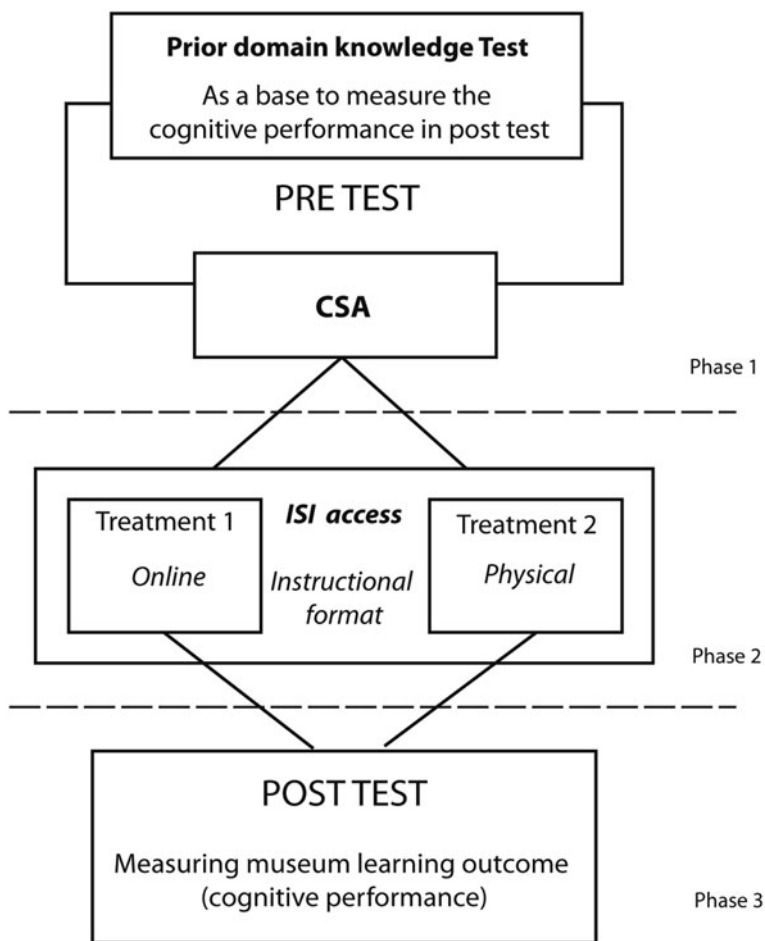 Prior domain knowledge Test
As a base to measure the
cognitive performance in post test
PRE TEST
CSA
Phase 1
Treatment 1
Online
ISI access
Instructional
format
Treatment 2
Physical
Phase 2
POST TEST
Measuring museum learning outcome
(cognitive performance)
Phase 3